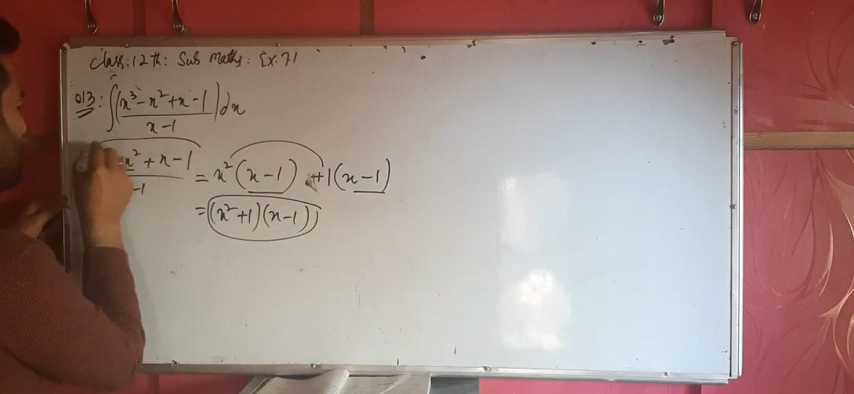 Class: 12th: Sub Maths: Ex: 7.1
Q13: ∫(x³-x²+x-1/x-1)dx
x²+x-1/-1 = x²(x-1)+1(x-1)
= (x²+1)(x-1)